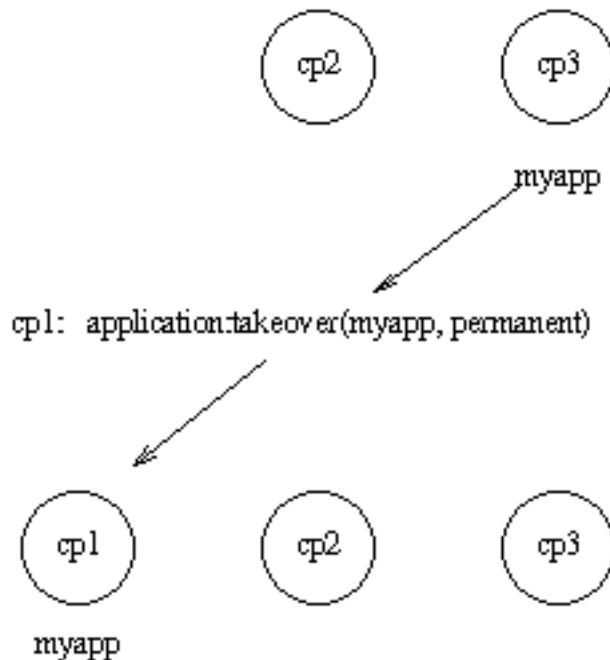 cp2 cp3
myapp
cp1: application:takeover(myapp, permanent)
cp1 cp2 cp3
myapp